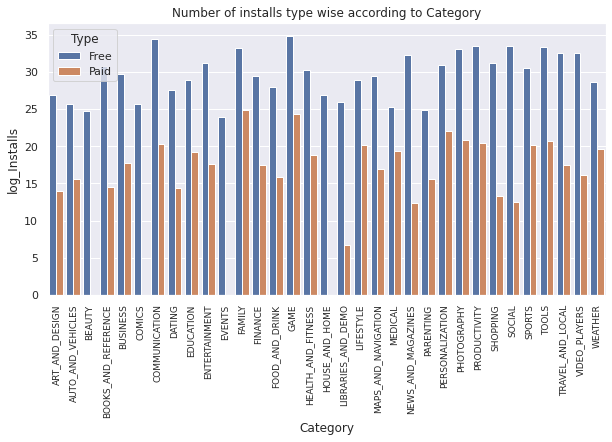 Number of installs type wise according to Category
Type
Free
Paid
log_Installs
35
30
25
20
15
10
5
0
ART_AND_DESIGN
AUTO_AND_VEHICLES
BEAUTY
BOOKS_AND_REFERENCE
BUSINESS
COMICS
COMMUNICATION
DATING
EDUCATION
ENTERTAINMENT
EVENTS
FAMILY
FINANCE
FOOD_AND_DRINK
GAME
HEALTH_AND_FITNESS
HOUSE_AND_HOME
LIBRARIES_AND_DEMO
LIFESTYLE
MAPS_AND_NAVIGATION
MEDICAL
NEWS_AND_MAGAZINES
PARENTING
PERSONALIZATION
PHOTOGRAPHY
PRODUCTIVITY
SHOPPING
SOCIAL
SPORTS
TOOLS
TRAVEL_AND_LOCAL
VIDEO_PLAYERS
WEATHER
Category